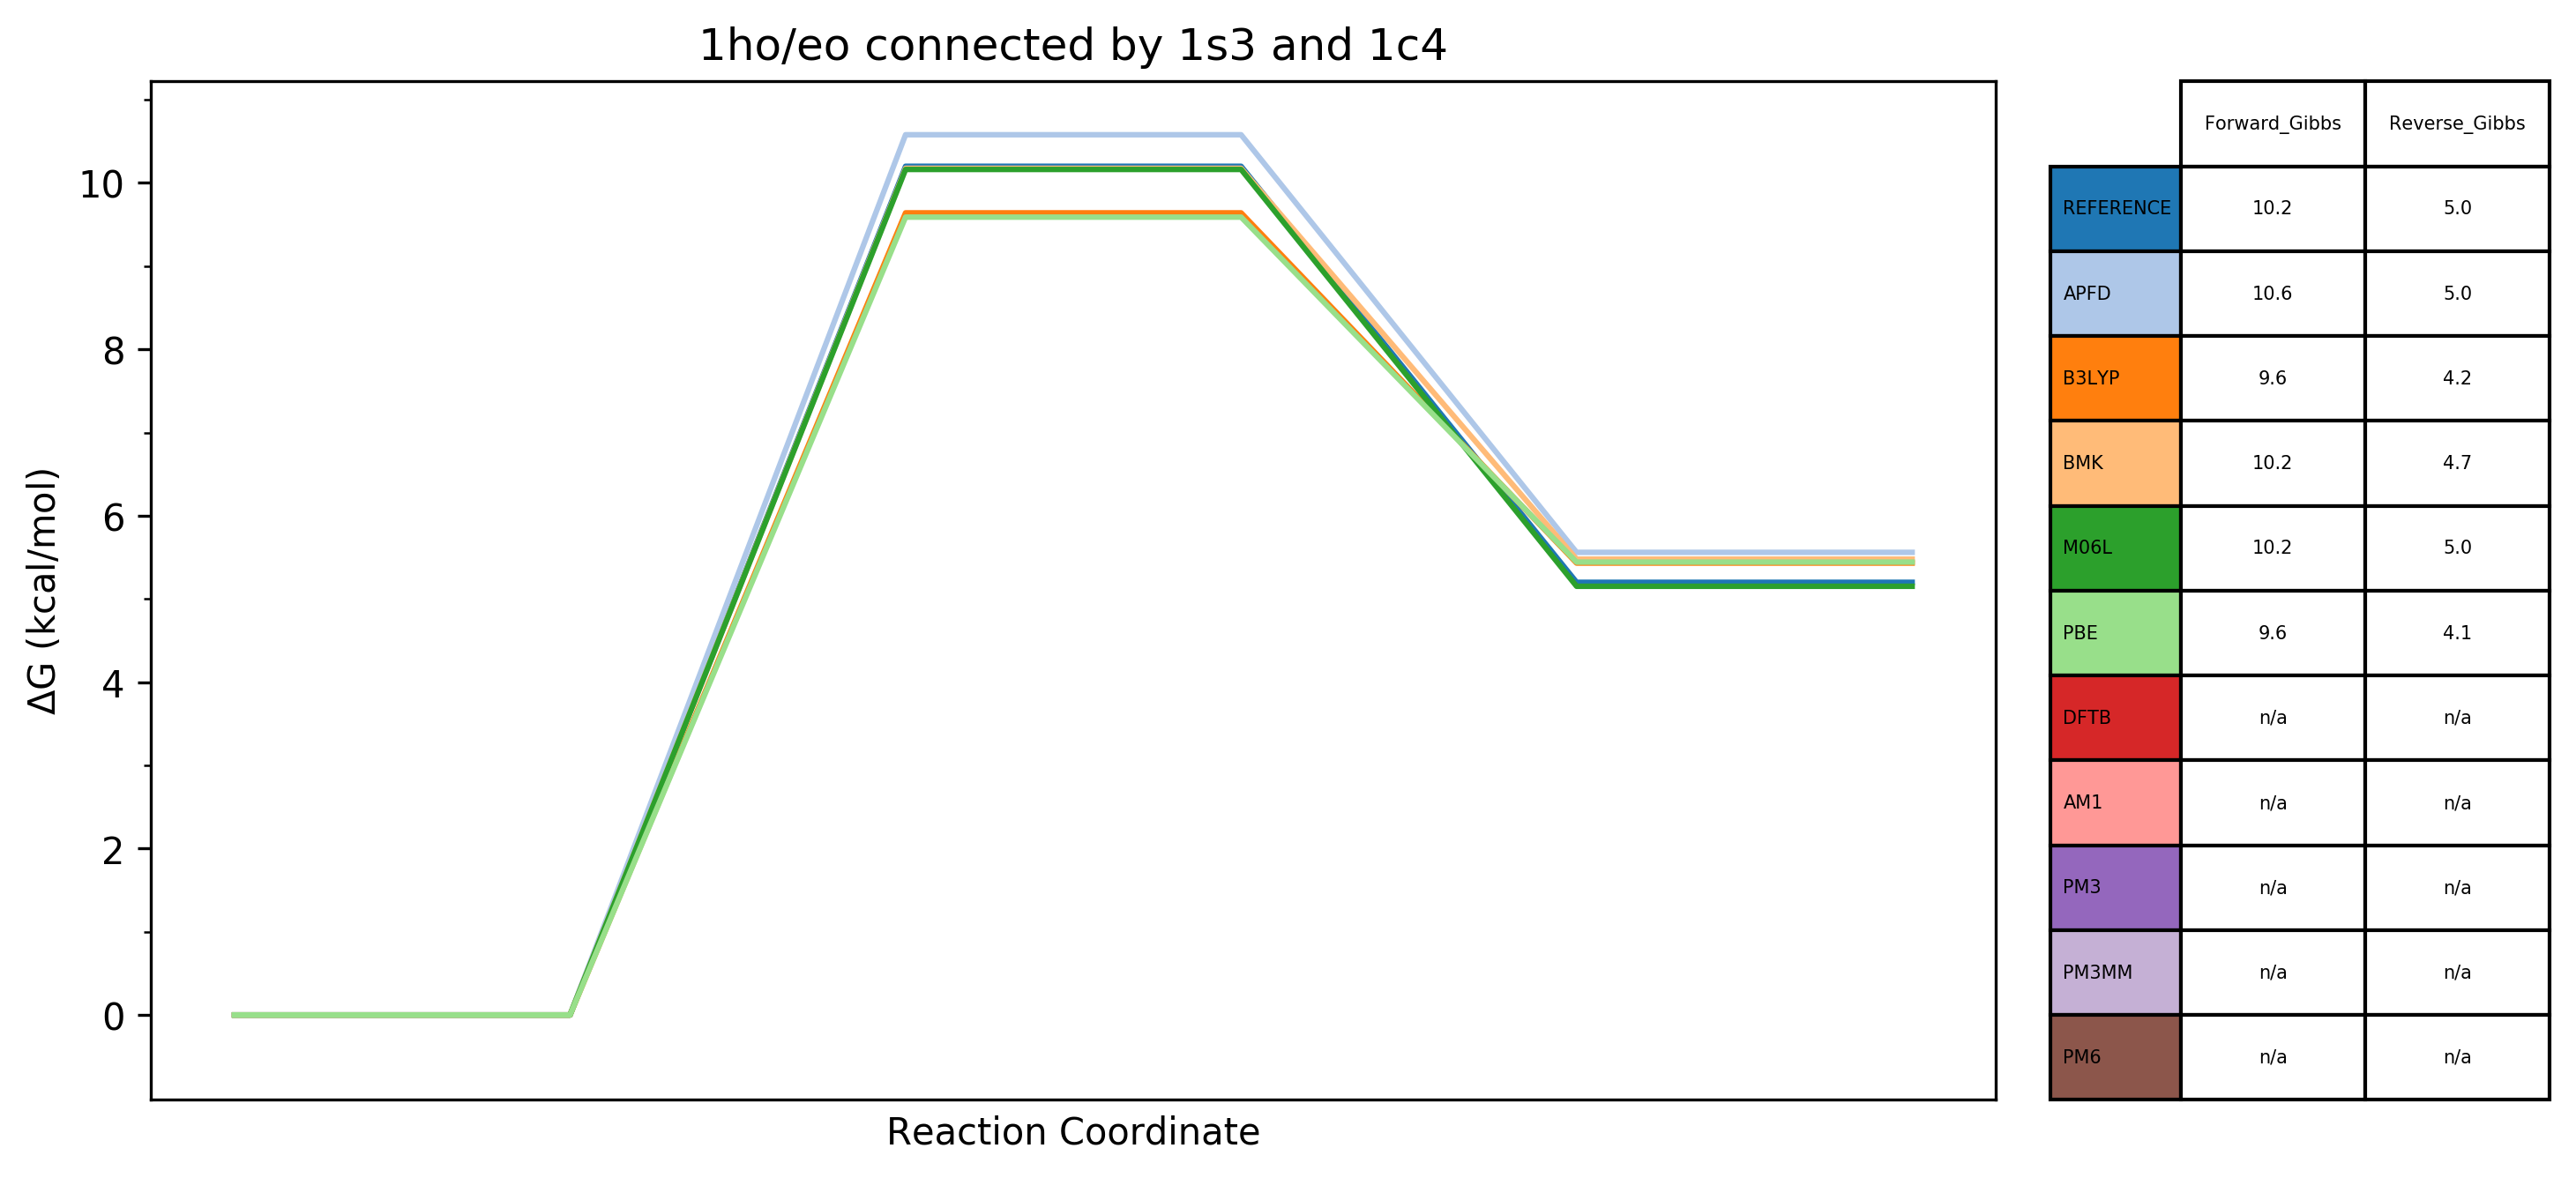 1ho/eo connected by 1s3 and 1c4
ΔG (kcal/mol)
10
8
6
4
2
0
Reaction Coordinate
Forward_Gibbs Reverse_Gibbs
REFERENCE 10.2 5.0
APFD 10.6 5.0
B3LYP 9.6 4.2
BMK 10.2 4.7
M06L 10.2 5.0
PBE 9.6 4.1
DFTB n/a n/a
AM1 n/a n/a
PM3 n/a n/a
PM3MM n/a n/a
PM6 n/a n/a